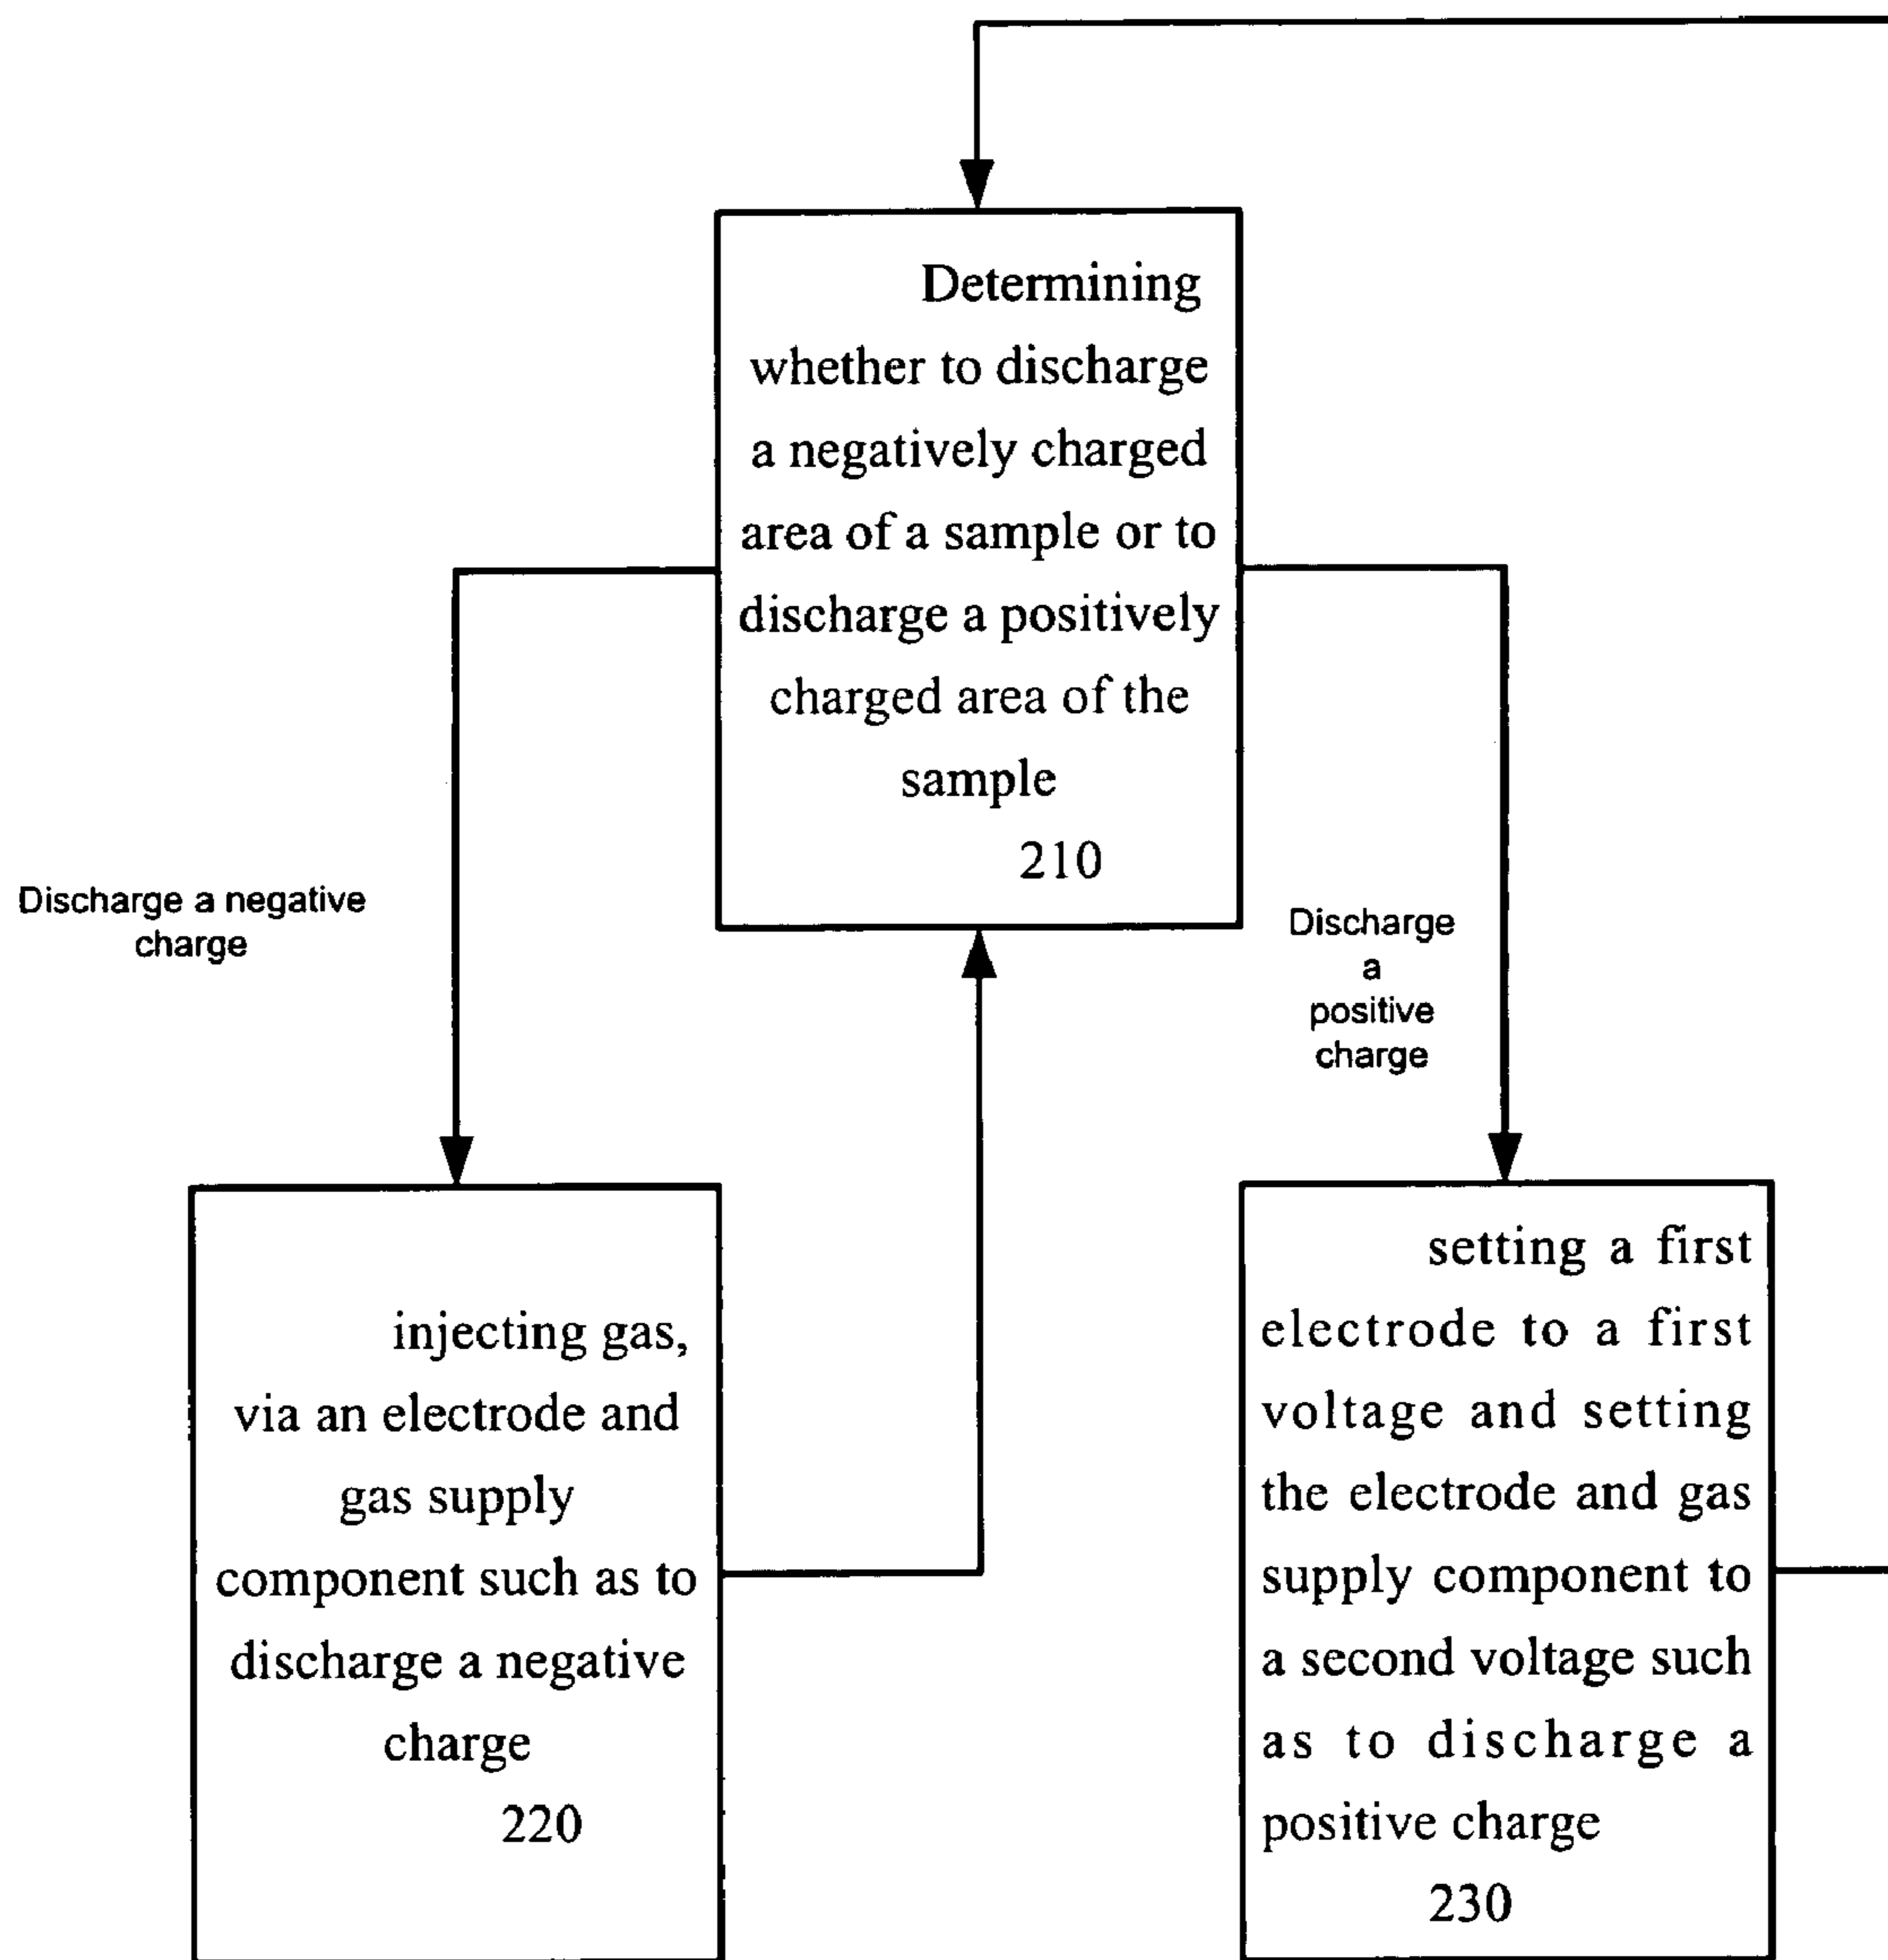 Determining
whether to discharge
a negatively charged
area of a sample or to
discharge a positively
charged area of the
sample
210
Discharge a negative
charge
Discharge
a
positive
charge
injecting gas,
via an electrode and
gas supply
component such as to
discharge a negative
charge
220
setting a first
electrode to a first
voltage and setting
the electrode and gas
supply component to
a second voltage such
as to discharge a
positive charge
230